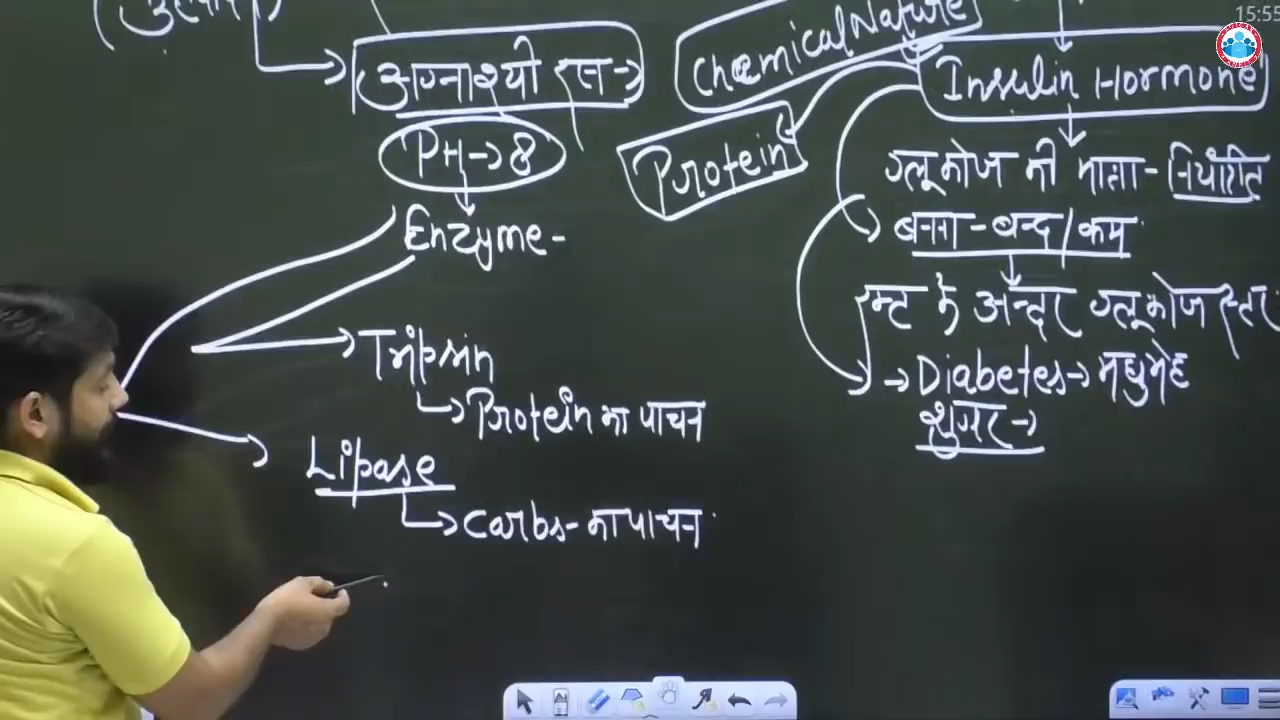 15:55
अग्नाश्यी रस→
PH→8
Enzyme-
Tripsin
Protein का पाचन
Lipase
Carbs-का पाचन
Chemical Nature
Protein
Insulin Hormone
ग्लूकोज की मात्रा-नियंत्रीत
बनना-बन्द/कम
रक्त के अन्दर ग्लूकोज स्तर
→Diabetes→मधुमेह
शुगर→